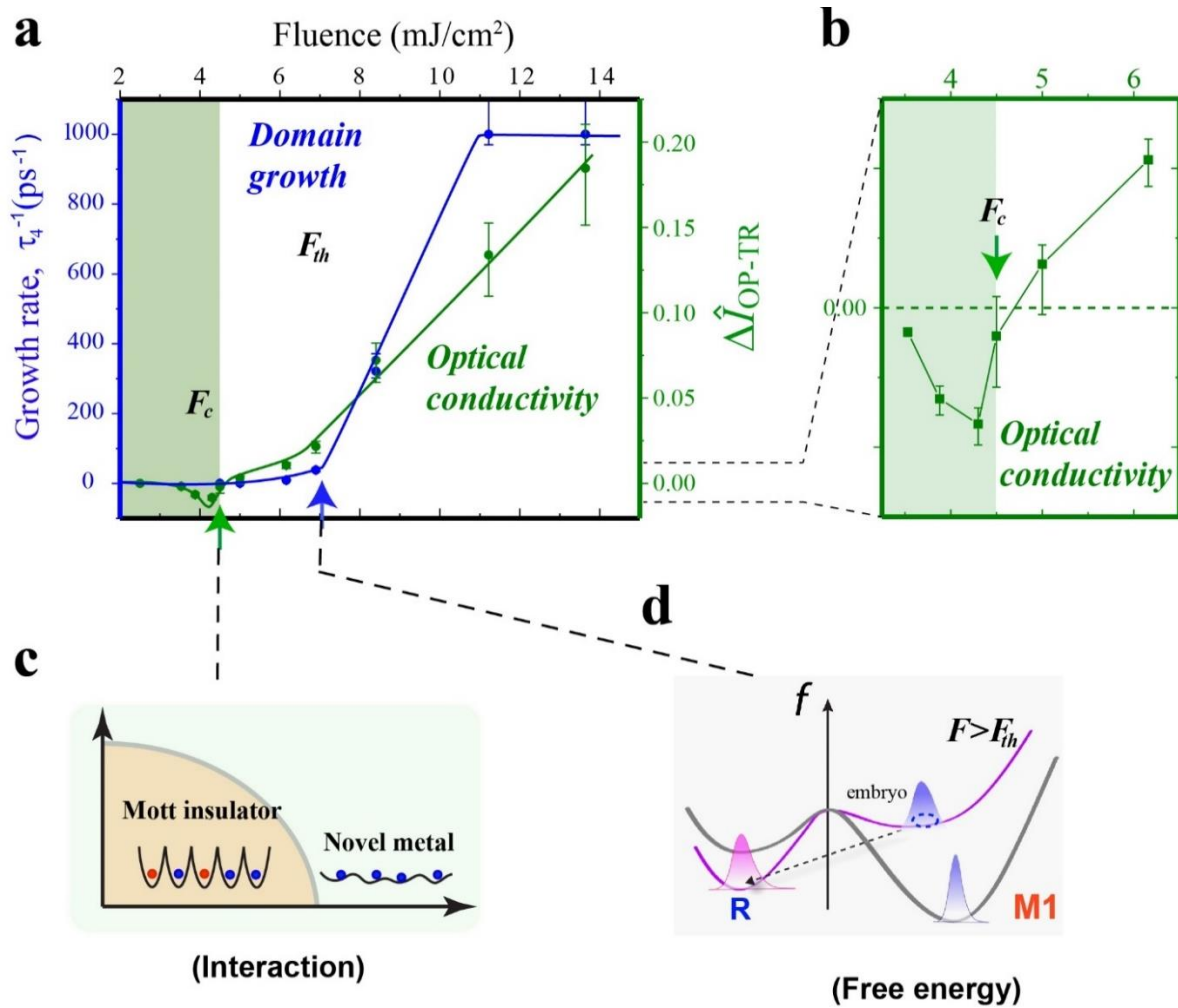 a
Fluence (mJ/cm²)
2 4 6 8 10 12 14
Growth rate, τ₄⁻¹(ps⁻¹)
1000
800
600
400
200
0
Domain
growth
F_th
F_c
Optical
conductivity
0.20
0.15
0.10
0.05
0.00
ΔÎ_OP-TR
b
4 5 6
F_c
0.00
Optical
conductivity
c
Mott insulator
Novel metal
(Interaction)
d
f
F>F_th
embryo
R
M1
(Free energy)